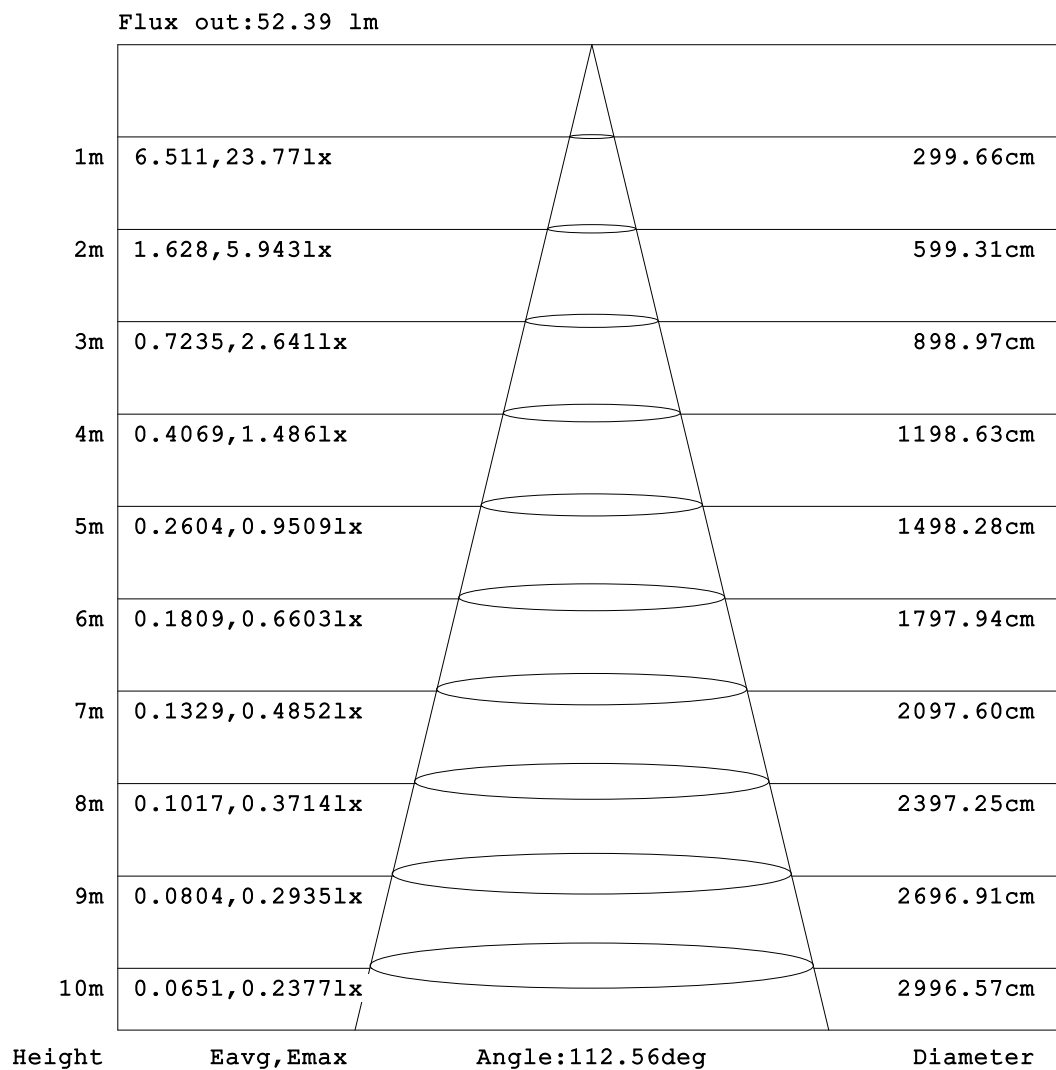 Flux out:52.39 lm
1m 6.511,23.77lx 299.66cm
2m 1.628,5.943lx 599.31cm
3m 0.7235,2.641lx 898.97cm
4m 0.4069,1.486lx 1198.63cm
5m 0.2604,0.9509lx 1498.28cm
6m 0.1809,0.6603lx 1797.94cm
7m 0.1329,0.4852lx 2097.60cm
8m 0.1017,0.3714lx 2397.25cm
9m 0.0804,0.2935lx 2696.91cm
10m 0.0651,0.2377lx 2996.57cm
Height Eavg,Emax Angle:112.56deg Diameter